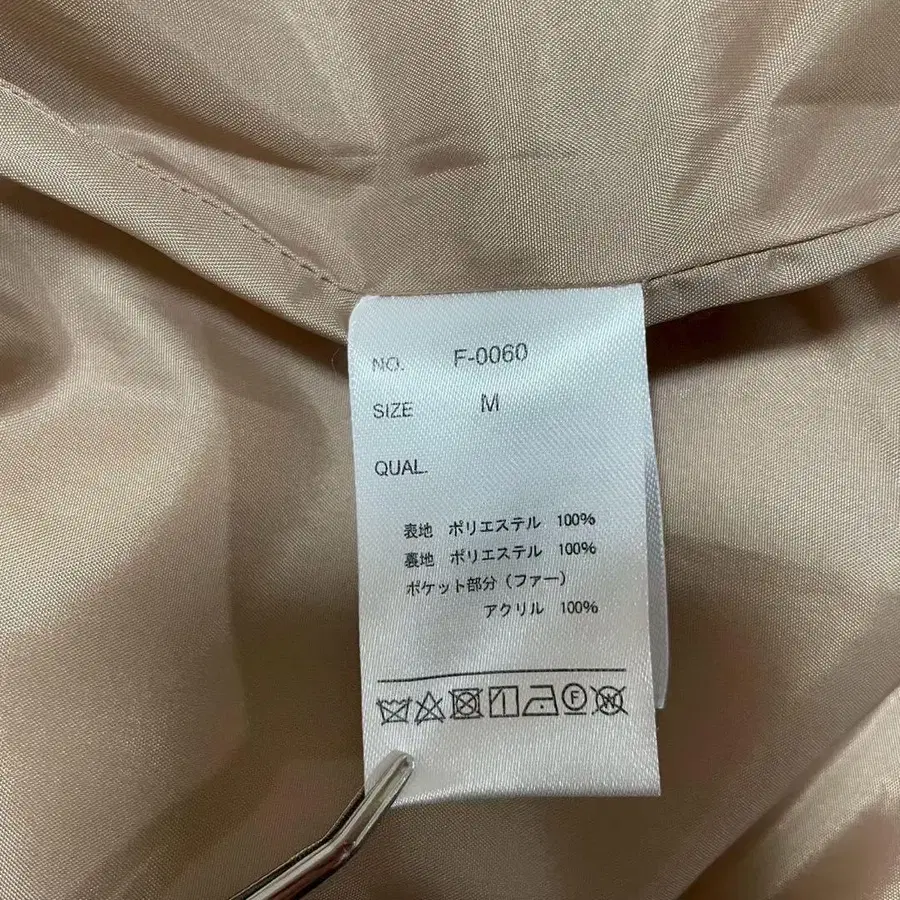 NO. F-0060
SIZE M
QUAL.
表地 ポリエステル 100%
裏地 ポリエステル 100%
ポケット部分（ファー）
アクリル 100%
F W